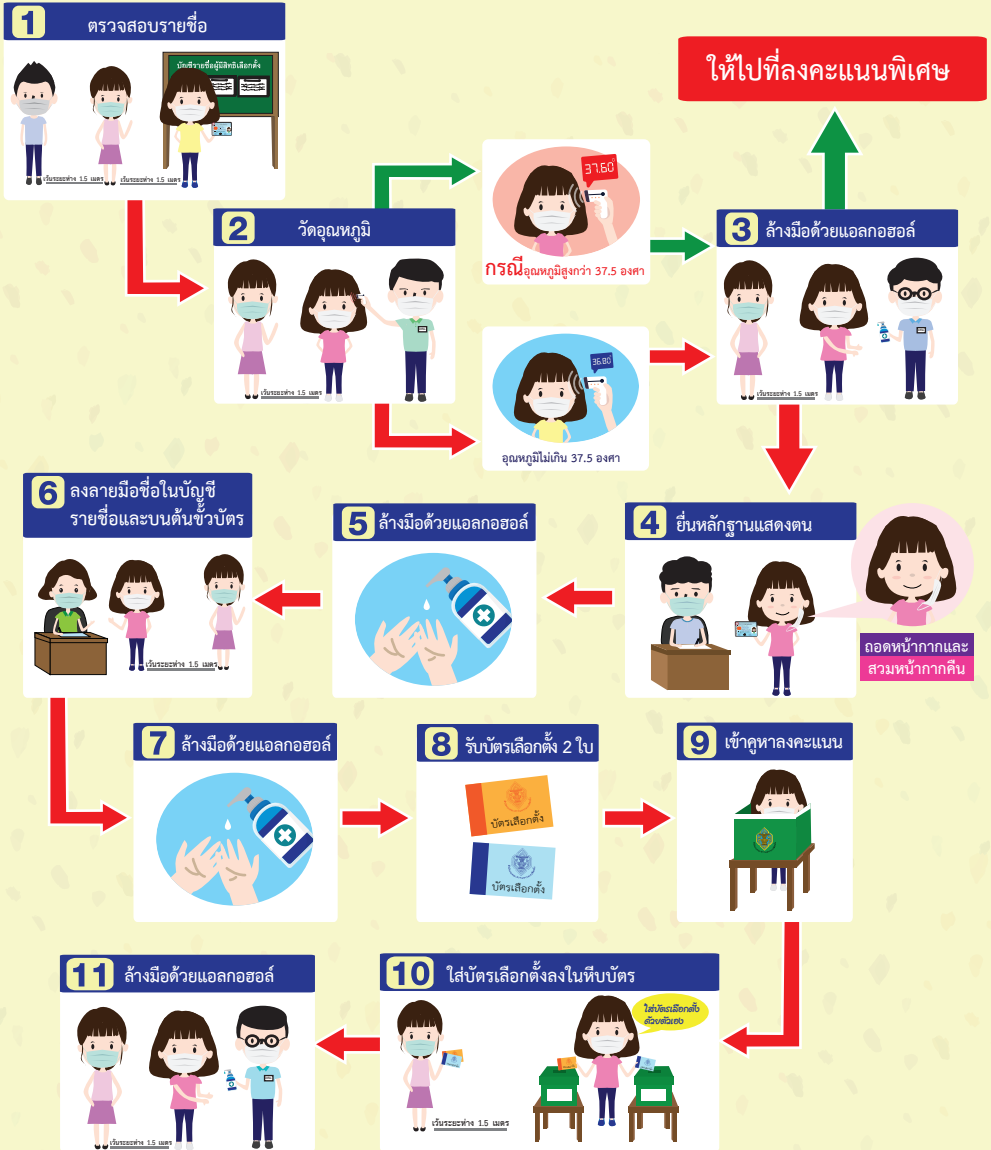 1 ตรวจสอบรายชื่อ
บัญชีรายชื่อผู้มีสิทธิเลือกตั้ง
เว้นระยะห่าง 1.5 เมตร
เว้นระยะห่าง 1.5 เมตร
ให้ไปที่ลงคะแนนพิเศษ
2 วัดอุณหภูมิ
เว้นระยะห่าง 1.5 เมตร
37.60°
กรณีอุณหภูมิสูงกว่า 37.5 องศา
36.80°
อุณหภูมิไม่เกิน 37.5 องศา
3 ล้างมือด้วยแอลกอฮอล์
เว้นระยะห่าง 1.5 เมตร
4 ยื่นหลักฐานแสดงตน
ถอดหน้ากากและ
สวมหน้ากากคืน
5 ล้างมือด้วยแอลกอฮอล์
6 ลงลายมือชื่อในบัญชี
รายชื่อและบนต้นขั้วบัตร
เว้นระยะห่าง 1.5 เมตร
7 ล้างมือด้วยแอลกอฮอล์
8 รับบัตรเลือกตั้ง 2 ใบ
บัตรเลือกตั้ง
บัตรเลือกตั้ง
9 เข้าคูหาลงคะแนน
10 ใส่บัตรเลือกตั้งลงในหีบบัตร
ใส่บัตรเลือกตั้ง
ด้วยตัวเอง
เว้นระยะห่าง 1.5 เมตร
11 ล้างมือด้วยแอลกอฮอล์
เว้นระยะห่าง 1.5 เมตร